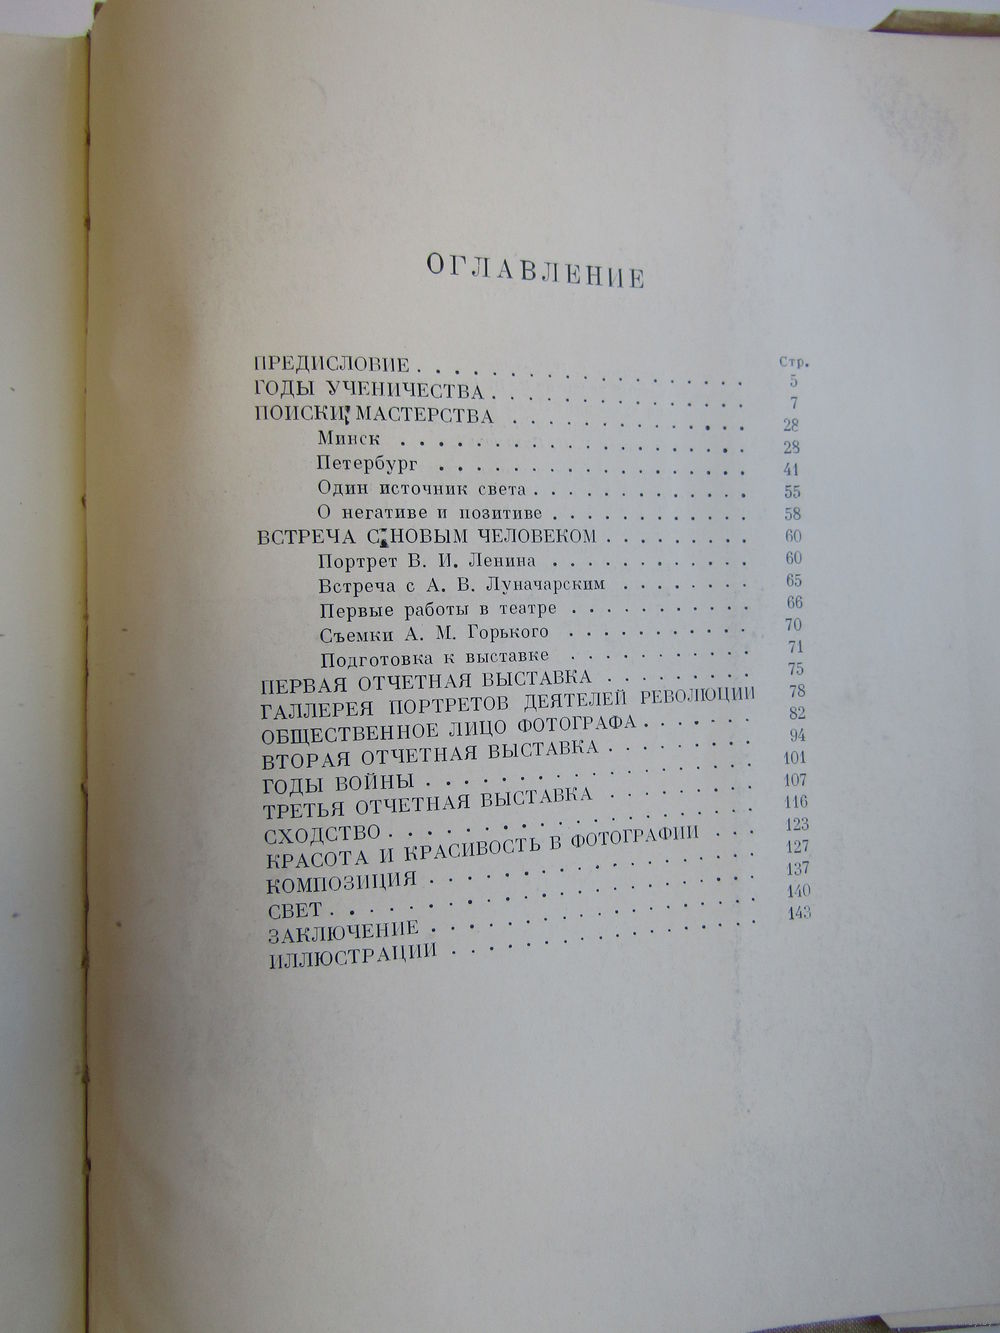 ОГЛАВЛЕНИЕ
Стр.
ПРЕДИСЛОВИЕ . . . . . . . . . . . . . . 5
ГОДЫ УЧЕНИЧЕСТВА . . . . . . . . . . . . 7
ПОИСКИ МАСТЕРСТВА . . . . . . . . . . . 28
Минск . . . . . . . . . . . . . . 28
Петербург . . . . . . . . . . . . . 41
Один источник света . . . . . . . . . . 55
О негативе и позитиве . . . . . . . . . 58
ВСТРЕЧА С НОВЫМ ЧЕЛОВЕКОМ . . . . . . . . 60
Портрет В. И. Ленина . . . . . . . . . 60
Встреча с А. В. Луначарским . . . . . . . 65
Первые работы в театре . . . . . . . . 66
Съемки А. М. Горького . . . . . . . . 70
Подготовка к выставке . . . . . . . . 71
ПЕРВАЯ ОТЧЕТНАЯ ВЫСТАВКА . . . . . . . . 75
ГАЛЛЕРЕЯ ПОРТРЕТОВ ДЕЯТЕЛЕЙ РЕВОЛЮЦИИ 78
ОБЩЕСТВЕННОЕ ЛИЦО ФОТОГРАФА . . . . . . 82
ВТОРАЯ ОТЧЕТНАЯ ВЫСТАВКА . . . . . . . . 94
ГОДЫ ВОЙНЫ . . . . . . . . . . . . . 101
ТРЕТЬЯ ОТЧЕТНАЯ ВЫСТАВКА . . . . . . . . 107
СХОДСТВО . . . . . . . . . . . . . . 116
КРАСОТА И КРАСИВОСТЬ В ФОТОГРАФИИ . . . 123
КОМПОЗИЦИЯ . . . . . . . . . . . . . 127
СВЕТ . . . . . . . . . . . . . . . . 137
ЗАКЛЮЧЕНИЕ . . . . . . . . . . . . . 140
ИЛЛЮСТРАЦИИ . . . . . . . . . . . . . 143